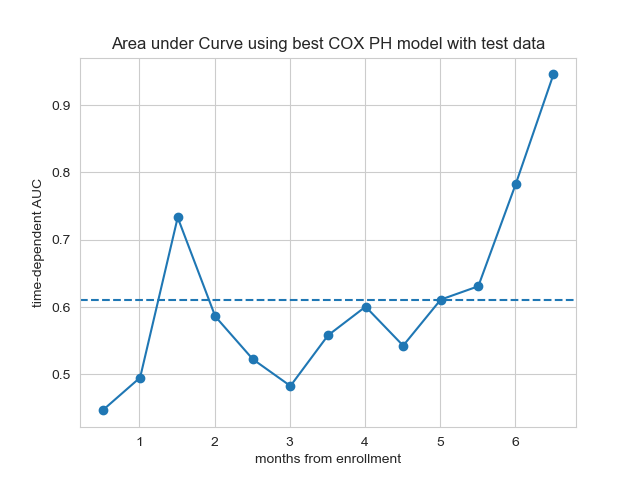 Area under Curve using best COX PH model with test data
time-dependent AUC
0.9
0.8
0.7
0.6
0.5
1 2 3 4 5 6
months from enrollment